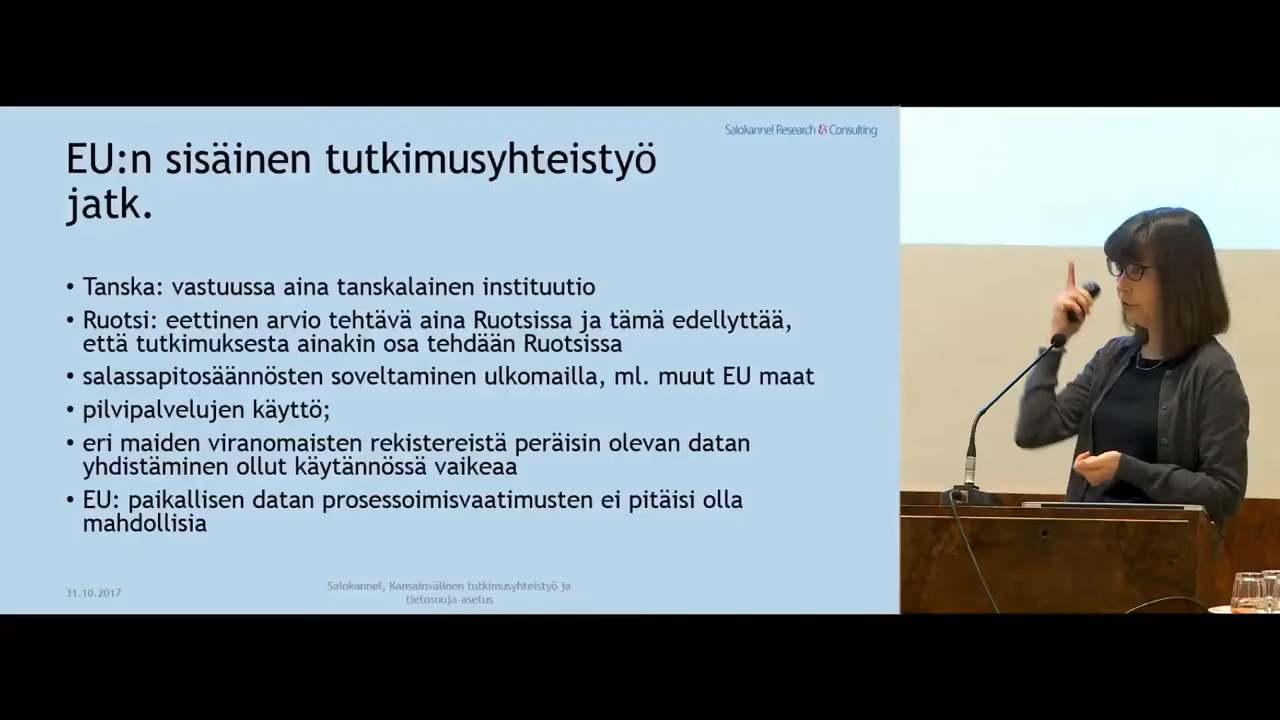 Salokannel Research & Consulting
EU:n sisäinen tutkimusyhteistyö
jatk.
• Tanska: vastuussa aina tanskalainen instituutio
• Ruotsi: eettinen arvio tehtävä aina Ruotsissa ja tämä edellyttää,
että tutkimuksesta ainakin osa tehdään Ruotsissa
• salassapitosäännösten soveltaminen ulkomailla, ml. muut EU maat
• pilvipalvelujen käyttö;
• eri maiden viranomaisten rekistereistä peräisin olevan datan
yhdistäminen ollut käytännössä vaikeaa
• EU: paikallisen datan prosessoimisvaatimusten ei pitäisi olla
mahdollisia
31.10.2017
Salokannel, Kansainvälinen tutkimusyhteistyö ja
tietosuoja-asetus